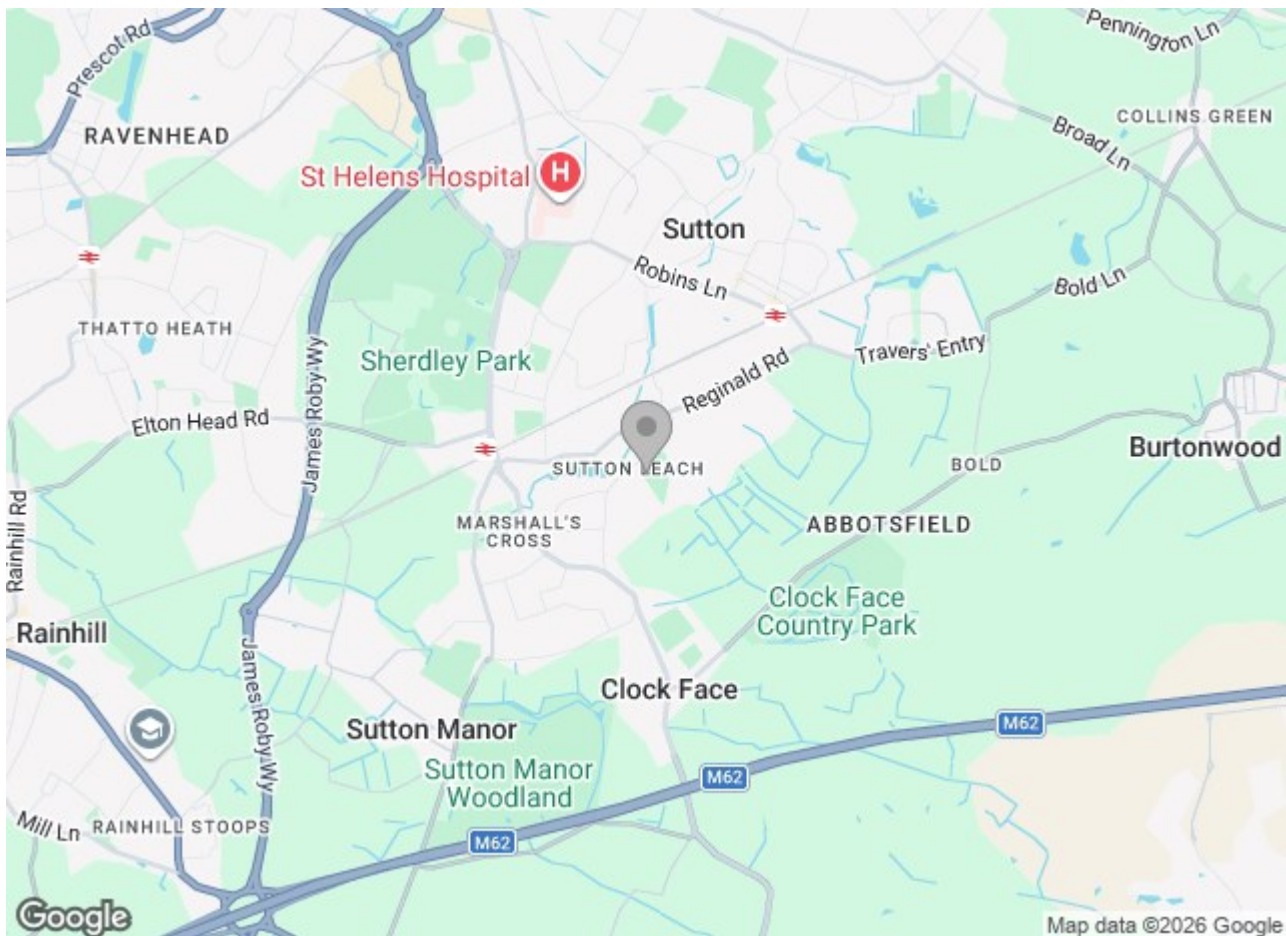 Prescot Rd
Pennington Ln
RAVENHEAD
COLLINS GREEN
Broad Ln
St Helens Hospital
H
Sutton
Robins Ln
Bold Ln
THATTO HEATH
James Roby Wy
Sherdley Park
Travers' Entry
Reginald Rd
Elton Head Rd
Burtonwood
SUTTON LEACH
BOLD
Rainhill Rd
MARSHALL'S
CROSS
ABBOTSFIELD
Clock Face
Country Park
Rainhill
James Roby Wy
Clock Face
Sutton Manor
M62
Sutton Manor
Woodland
M62
Mill Ln
RAINHILL STOOPS
M62
Google
Map data ©2026 Google